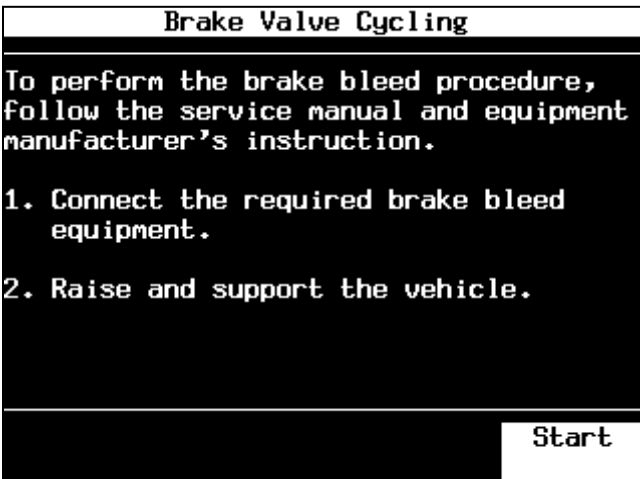 Brake Valve Cycling
To perform the brake bleed procedure,
follow the service manual and equipment
manufacturer's instruction.
1. Connect the required brake bleed
equipment.
2. Raise and support the vehicle.
Start